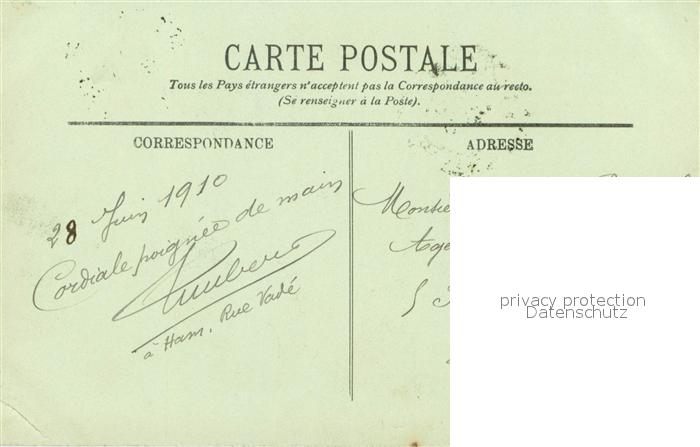 CARTE POSTALE
Tous les Pays étrangers n'acceptent pas la Correspondance au recto.
(Se renseigner à la Poste).
CORRESPONDANCE
28 Juin 1910
Cordiale poignée de main
à Ham, Rue Vadé
ADRESSE
5
privacy protection
Datenschutz